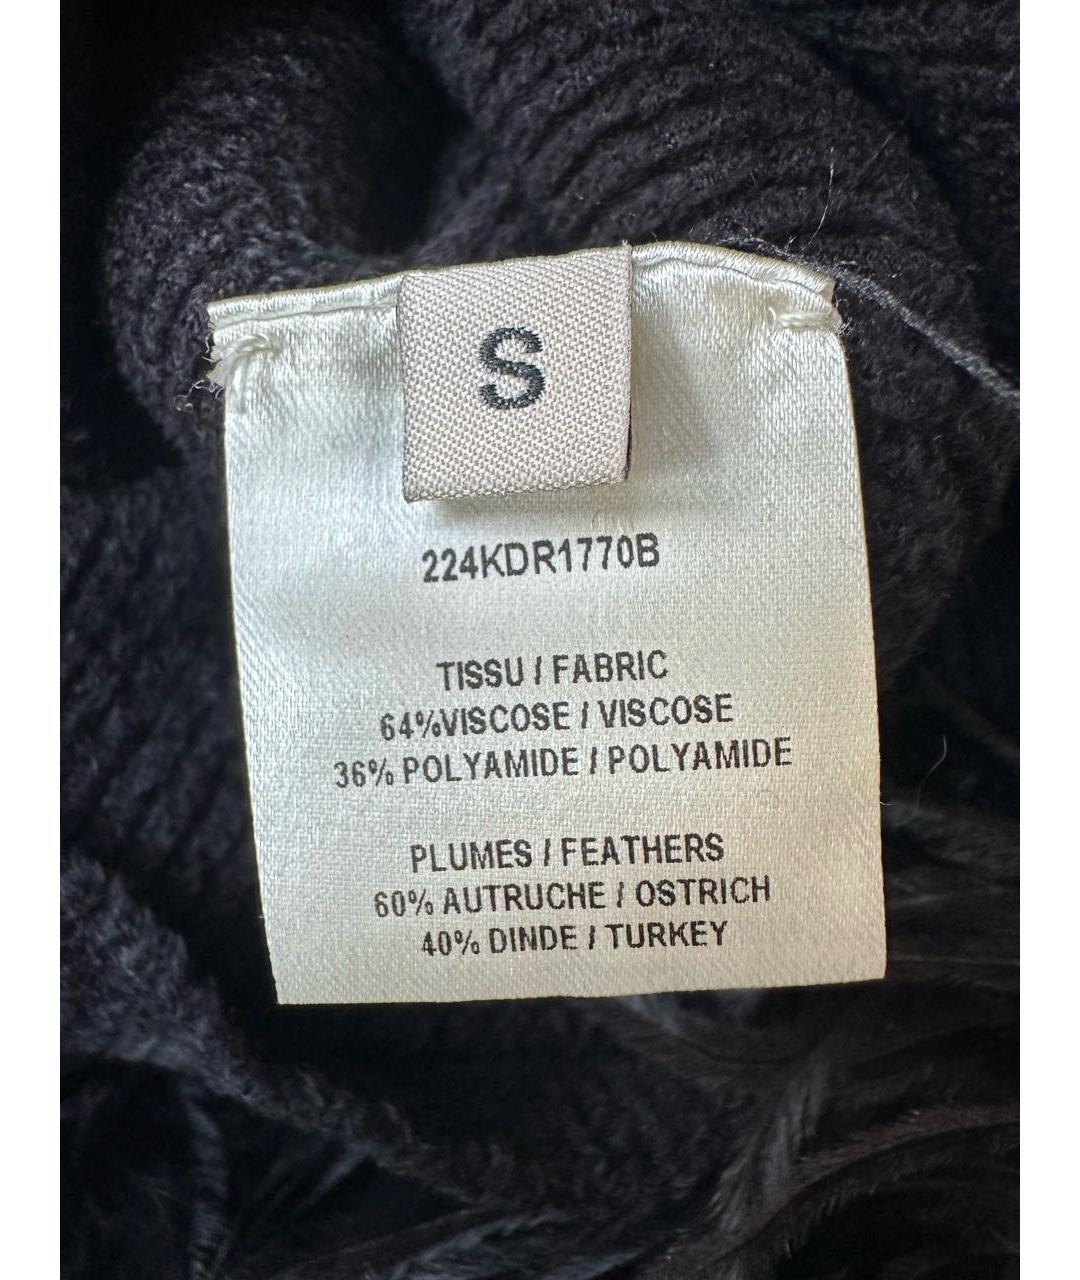 S
224KDR1770B
TISSU / FABRIC
64%VISCOSE / VISCOSE
36% POLYAMIDE / POLYAMIDE
PLUMES / FEATHERS
60% AUTRUCHE / OSTRICH
40% DINDE / TURKEY